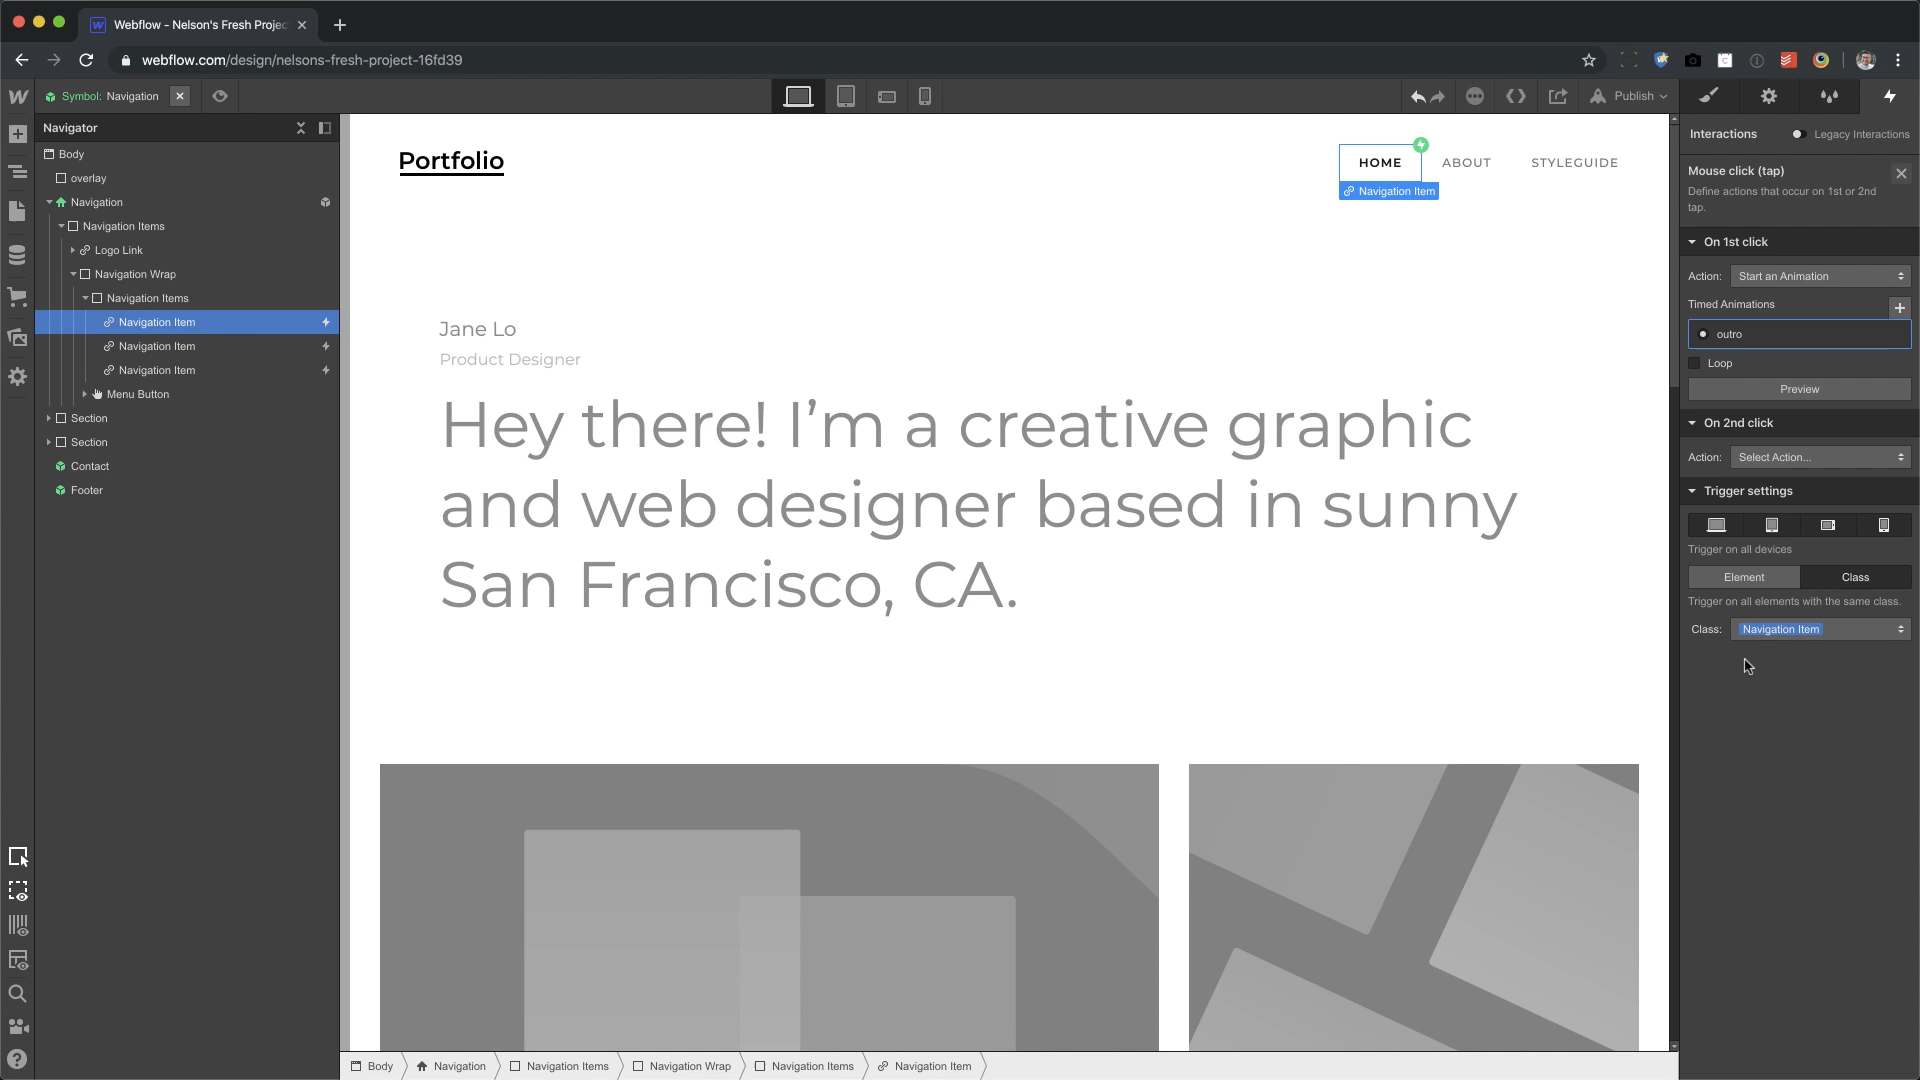 Webflow - Nelson's Fresh Projec
webflow.com/design/nelsons-fresh-project-16fd39
Symbol: Navigation
Publish
Navigator
Body
overlay
Navigation
Navigation Items
Logo Link
Navigation Wrap
Navigation Items
Navigation Item
Navigation Item
Navigation Item
Menu Button
Section
Section
Contact
Footer
Portfolio
HOME ABOUT STYLEGUIDE
Navigation Item
Jane Lo
Product Designer
Hey there! I'm a creative graphic
and web designer based in sunny
San Francisco, CA.
Interactions
Legacy Interactions
Mouse click (tap)
Define actions that occur on 1st or 2nd
tap.
On 1st click
Action: Start an Animation
Timed Animations
outro
Loop
Preview
On 2nd click
Action: Select Action...
Trigger settings
Trigger on all devices
Element Class
Trigger on all elements with the same class.
Class: Navigation Item
Body Navigation Navigation Items Navigation Wrap Navigation Items Navigation Item